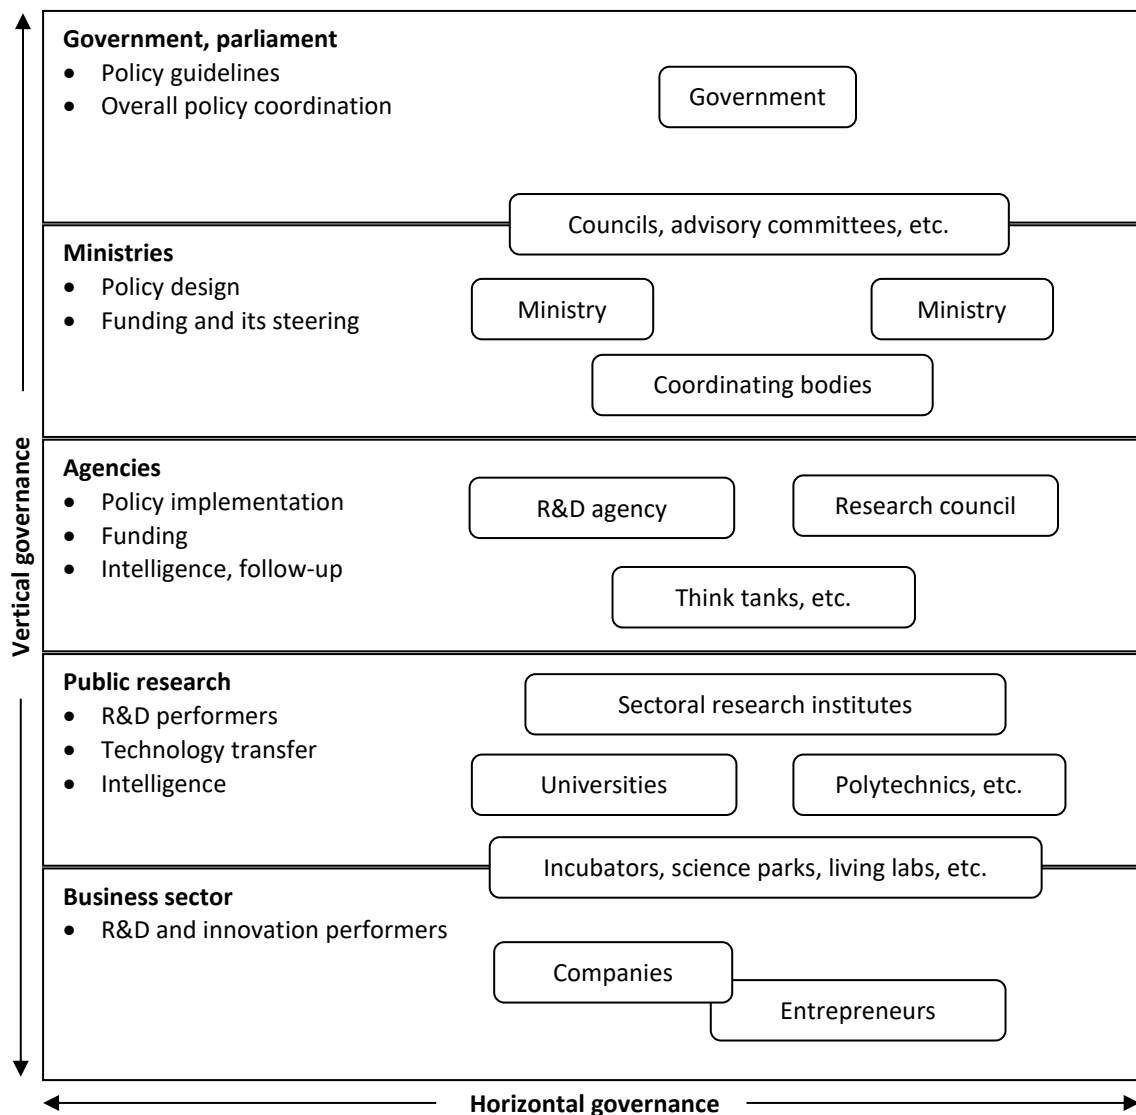 Government, parliament
• Policy guidelines
• Overall policy coordination
Government
Councils, advisory committees, etc.
Ministries
• Policy design
• Funding and its steering
Ministry
Ministry
Coordinating bodies
Agencies
• Policy implementation
• Funding
• Intelligence, follow-up
R&D agency
Research council
Think tanks, etc.
Public research
• R&D performers
• Technology transfer
• Intelligence
Sectoral research institutes
Universities
Polytechnics, etc.
Incubators, science parks, living labs, etc.
Business sector
• R&D and innovation performers
Companies
Entrepreneurs
Vertical governance
Horizontal governance